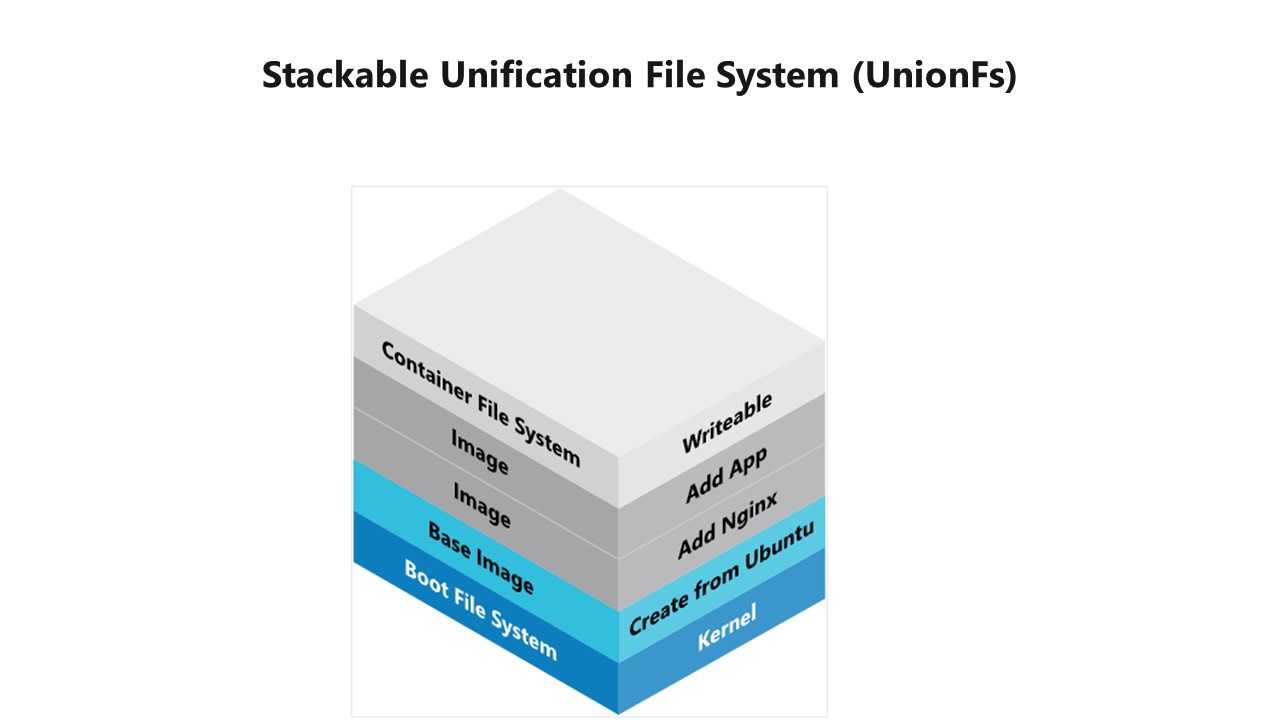 Stackable Unification File System (UnionFs)
Container File System
Writeable
Image
Add App
Image
Add Nginx
Base Image
Create from Ubuntu
Boot File System
Kernel